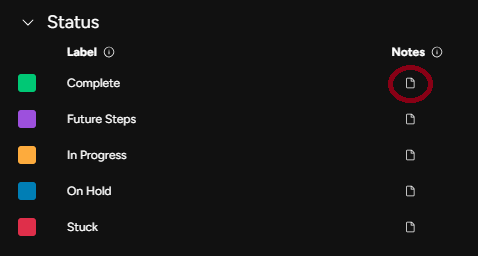 Status
Label Notes
Complete
Future Steps
In Progress
On Hold
Stuck